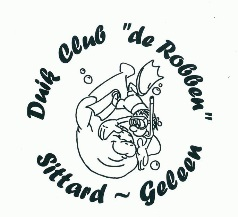 Duik Club "de Robben"
Sittard ~ Geleen